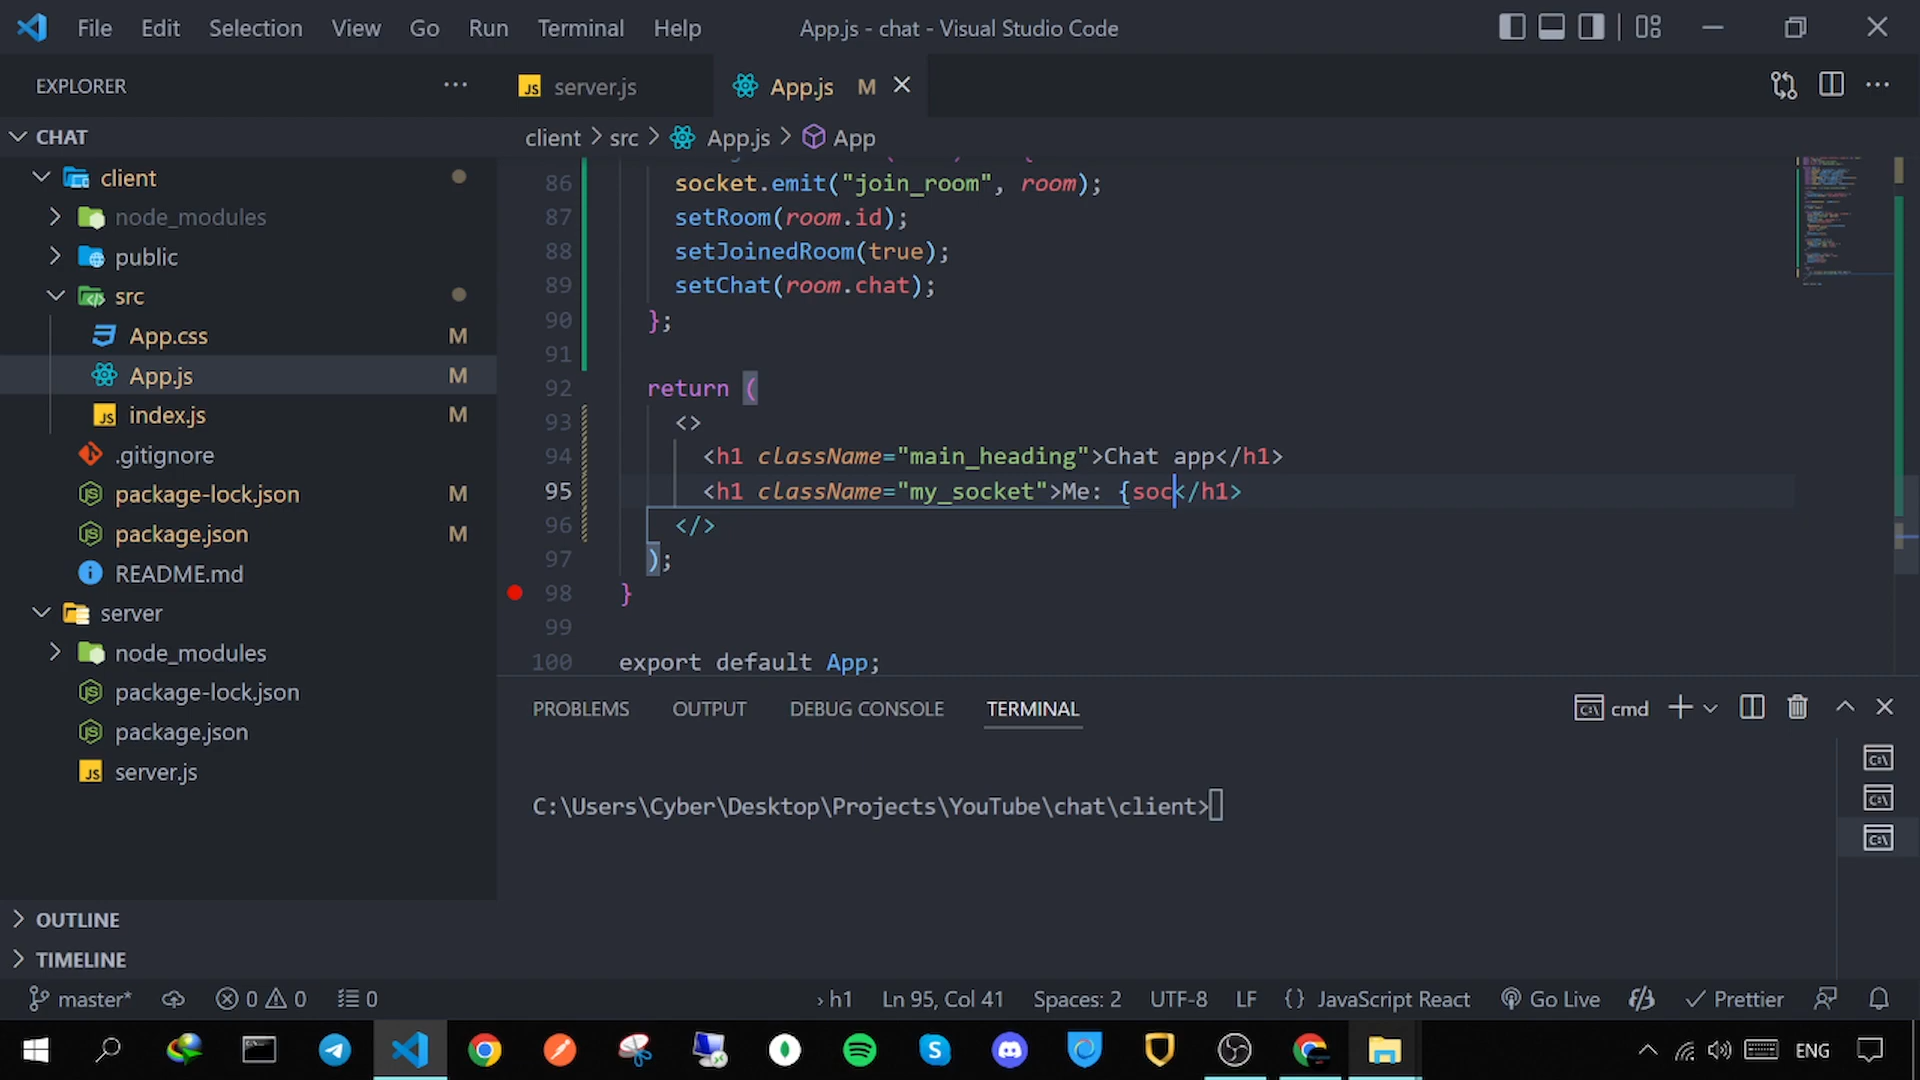 File Edit Selection View Go Run Terminal Help App.js - chat - Visual Studio Code
EXPLORER
JS server.js
App.js M
CHAT
client > src > App.js > App
client
node_modules
public
src
App.css M
App.js M
JS index.js M
.gitignore
package-lock.json M
package.json M
README.md
server
node_modules
package-lock.json
package.json
JS server.js
OUTLINE
TIMELINE
86 socket.emit("join_room", room);
87 setRoom(room.id);
88 setJoinedRoom(true);
89 setChat(room.chat);
90 };
91
92 return (
93 <>
94 <h1 className="main_heading">Chat app</h1>
95 <h1 className="my_socket">Me: {soc</h1>
96 </>
97 );
98 }
99
100 export default App;
PROBLEMS OUTPUT DEBUG CONSOLE TERMINAL
cmd
C:\Users\Cyber\Desktop\Projects\YouTube\chat\client>
master* 0 0 0 h1 Ln 95, Col 41 Spaces: 2 UTF-8 LF {} JavaScript React Go Live Prettier
ENG